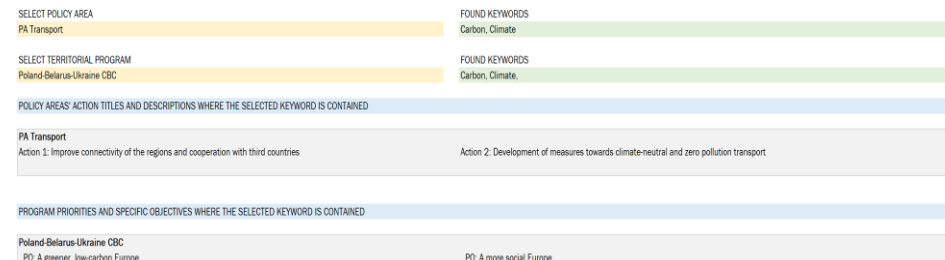 SELECT POLICY AREA
FOUND KEYWORDS
PA Transport
Carbon, Climate
SELECT TERRITORIAL PROGRAM
FOUND KEYWORDS
Poland-Belarus-Ukraine CBC
Carbon, Climate,
POLICY AREAS' ACTION TITLES AND DESCRIPTIONS WHERE THE SELECTED KEYWORD IS CONTAINED
PA Transport
Action 1: Improve connectivity of the regions and cooperation with third countries
Action 2: Development of measures towards climate-neutral and zero pollution transport
PROGRAM PRIORITIES AND SPECIFIC OBJECTIVES WHERE THE SELECTED KEYWORD IS CONTAINED
Poland-Belarus-Ukraine CBC
PO: A greener, low-carbon Europe
PO: A more social Europe